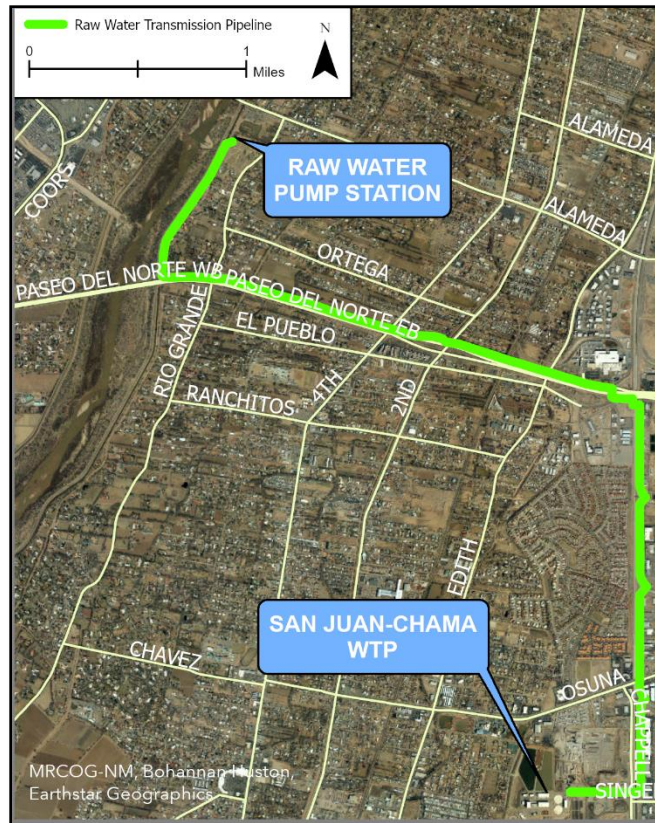 Raw Water Transmission Pipeline
0 1
Miles
N
COORS
ALAMEDA
RAW WATER
PUMP STATION
ALAMEDA
ORTEGA
PASEO DEL NORTE WB
PASEO DEL NORTE EB
EL PUEBLO
RIO GRANDE
4TH
2ND
RANCHITOS
EDITH
SAN JUAN-CHAMA
WTP
CHAVEZ
OSUNA
CHAPPELL
MRCOG-NM, Bohannan Huston,
Earthstar Geographics
SINGE